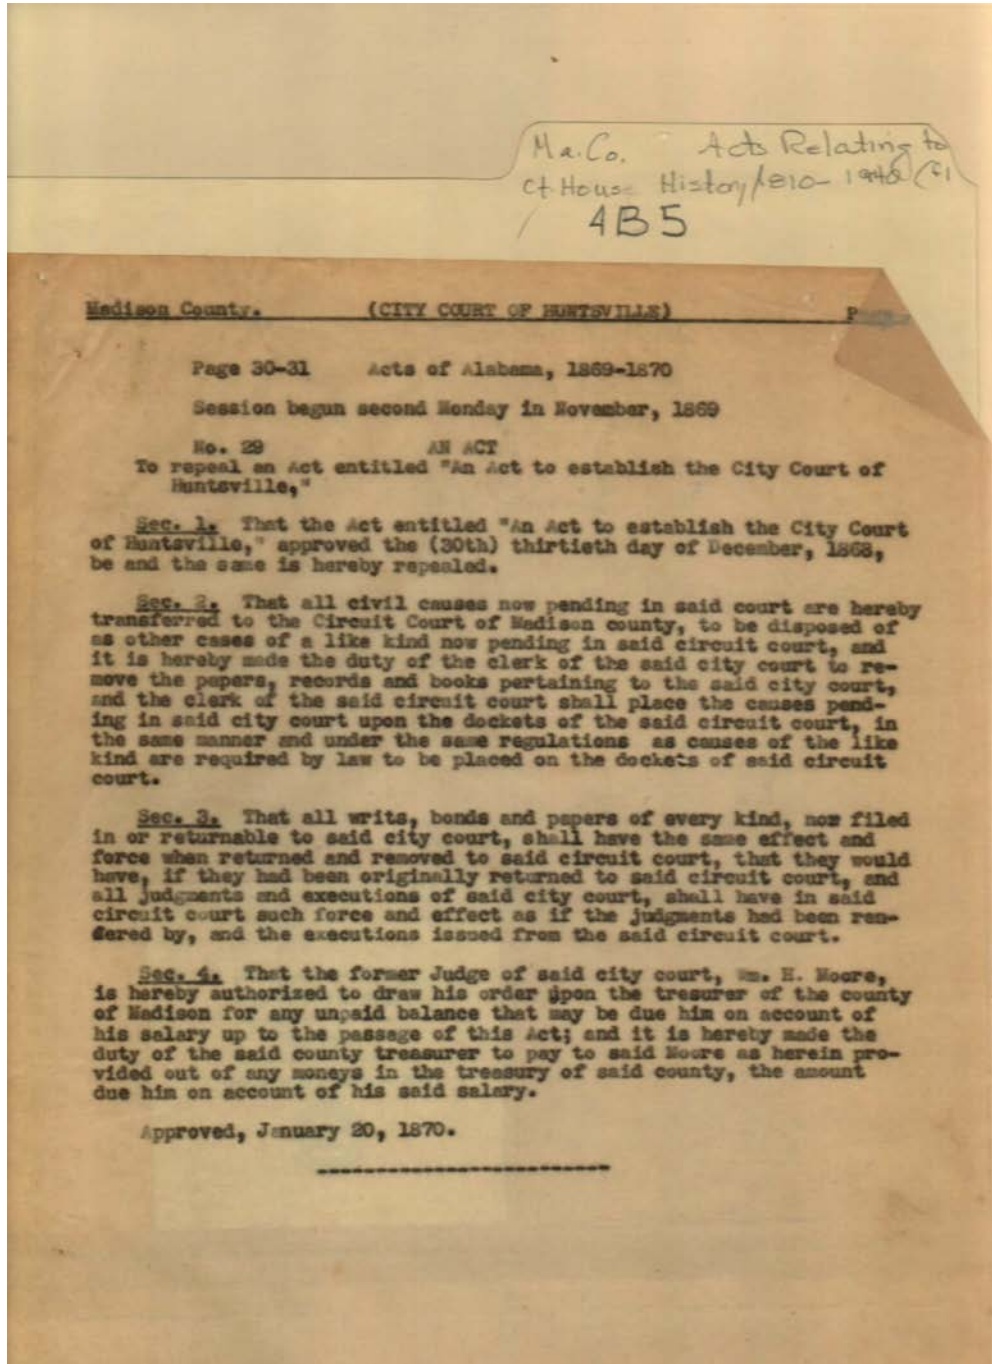 Ma.Co. Acts Relating to
Ct House History 1810-1940
4B5
Madison County. (CITY COURT OF HUNTSVILLE)
Page 30-31 Acts of Alabama, 1869-1870
Session begun second Monday in November, 1869
No. 29 AN ACT
To repeal an Act entitled "An Act to establish the City Court of
Huntsville,"
Sec. 1. That the Act entitled "An Act to establish the City Court
of Huntsville," approved the (30th) thirtieth day of December, 1868,
be and the same is hereby repealed.
Sec. 2. That all civil causes now pending in said court are hereby
transferred to the Circuit Court of Madison county, to be disposed of
as other cases of a like kind now pending in said circuit court, and
it is hereby made the duty of the clerk of the said city court to re-
move the papers, records and books pertaining to the said city court,
and the clerk of the said circuit court shall place the causes pend-
ing in said city court upon the dockets of the said circuit court, in
the same manner and under the same regulations as causes of the like
kind are required by law to be placed on the dockets of said circuit
court.
Sec. 3. That all writs, bonds and papers of every kind, now filed
in or returnable to said city court, shall have the same effect and
force when returned and removed to said circuit court, that they would
have, if they had been originally returned to said circuit court, and
all judgments and executions of said city court, shall have in said
circuit court such force and effect as if the judgments had been ren-
dered by, and the executions issued from the said circuit court.
Sec. 4. That the former Judge of said city court, Wm. H. Moore,
is hereby authorized to draw his order upon the tresurer of the county
of Madison for any unpaid balance that may be due him on account of
his salary up to the passage of this Act; and it is hereby made the
duty of the said county treasurer to pay to said Moore as herein pro-
vided out of any moneys in the treasury of said county, the amount
due him on account of his said salary.
Approved, January 20, 1870.